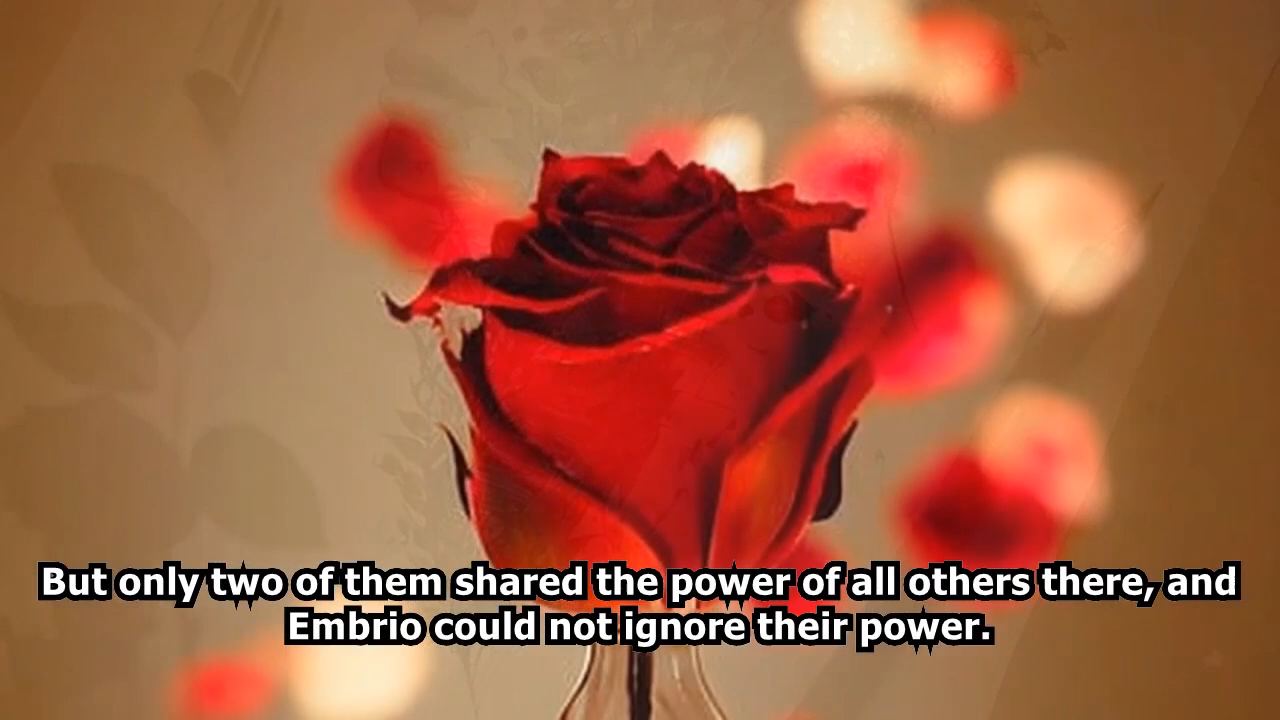 But only two of them shared the power of all others there, and
Embrio could not ignore their power.